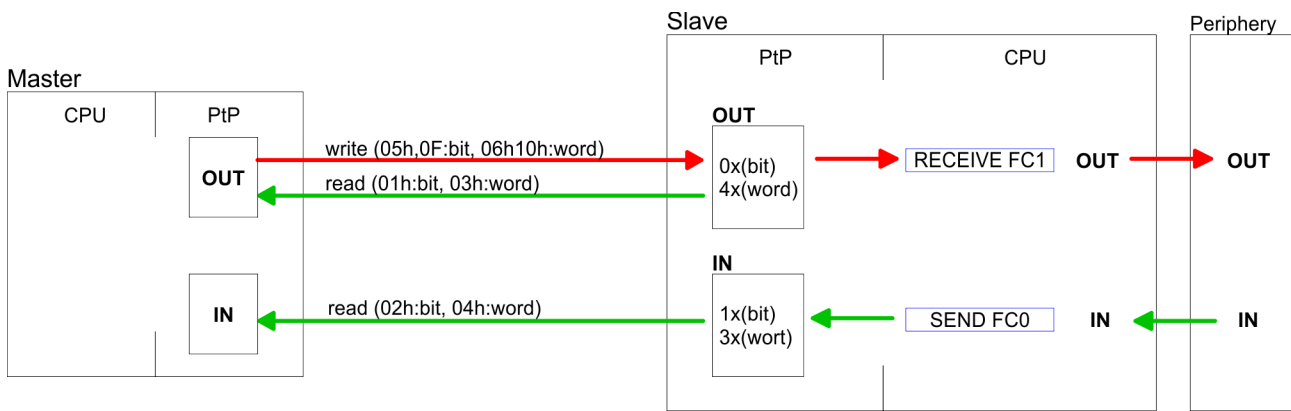 Slave
Periphery
PtP
CPU
Master
CPU
PtP
OUT
write (05h,0F:bit, 06h10h:word)
RECEIVE FC1
OUT
OUT
0x(bit)
OUT
read (01h:bit, 03h:word)
4x(word)
IN
read (02h:bit, 04h:word)
1x(bit)
IN
SEND FC0
IN
IN
3x(wort)